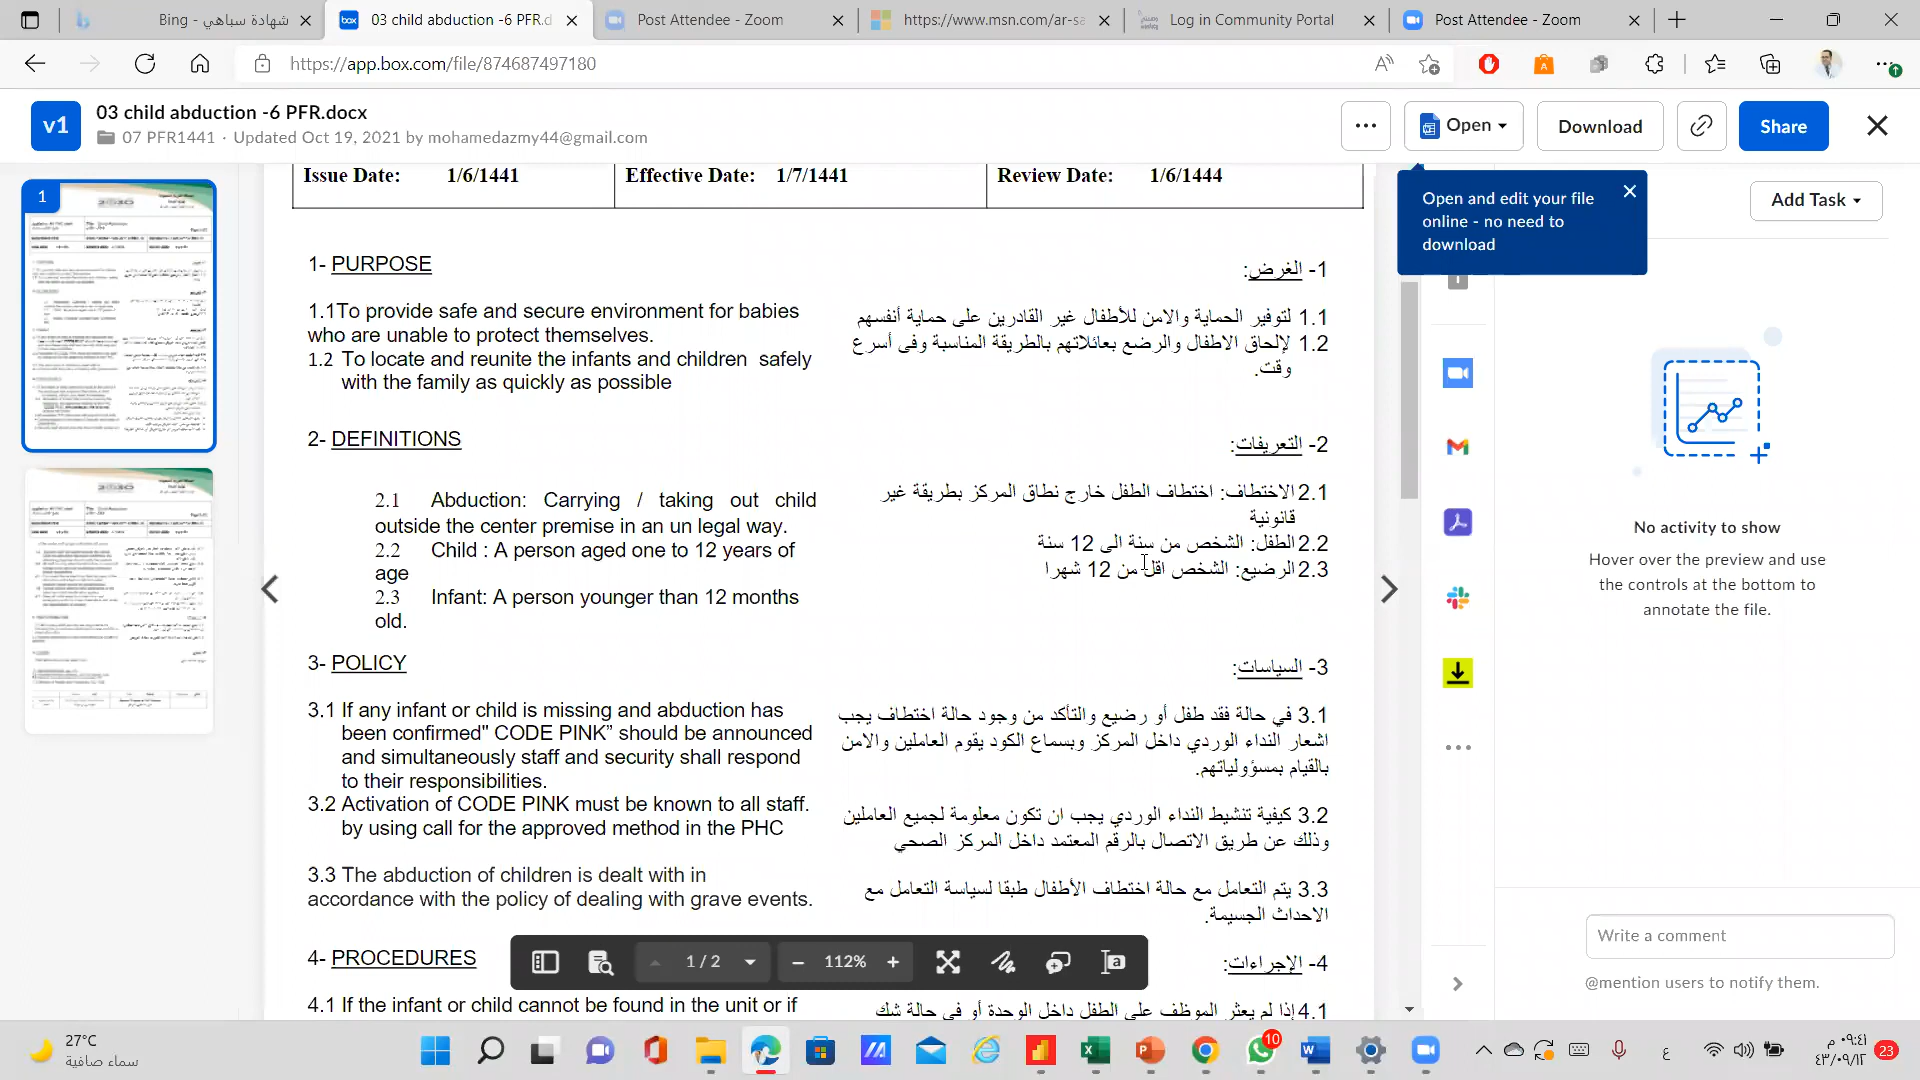 Bing - شهادة سباهي
03 child abduction -6 PFR.d
Post Attendee - Zoom
https://www.msn.com/ar-sa
Log in Community Portal
Post Attendee - Zoom
https://app.box.com/file/874687497180
v1
03 child abduction -6 PFR.docx
07 PFR1441 · Updated Oct 19, 2021 by mohamedazmy44@gmail.com
Open
Download
Share
Open and edit your file
online - no need to
download
Add Task
1
Issue Date: 1/6/1441
Effective Date: 1/7/1441
Review Date: 1/6/1444
1- PURPOSE
1.1To provide safe and secure environment for babies
who are unable to protect themselves.
1.2 To locate and reunite the infants and children safely
with the family as quickly as possible
2- DEFINITIONS
2.1 Abduction: Carrying / taking out child
outside the center premise in an un legal way.
2.2 Child : A person aged one to 12 years of
age
2.3 Infant: A person younger than 12 months
old.
3- POLICY
3.1 If any infant or child is missing and abduction has
been confirmed" CODE PINK” should be announced
and simultaneously staff and security shall respond
to their responsibilities.
3.2 Activation of CODE PINK must be known to all staff.
by using call for the approved method in the PHC
3.3 The abduction of children is dealt with in
accordance with the policy of dealing with grave events.
4- PROCEDURES
4.1 If the infant or child cannot be found in the unit or if
1- الغرض:
1.1 لتوفير الحماية والامن للأطفال غير القادرين على حماية أنفسهم
1.2 لإلحاق الاطفال والرضع بعائلاتهم بالطريقة المناسبة وفى أسرع
وقت.
2- التعريفات:
2.1 الاختطاف: اختطاف الطفل خارج نطاق المركز بطريقة غير
قانونية
2.2 الطفل: الشخص من سنة الى 12 سنة
2.3 الرضيع: الشخص اقل من 12 شهرا
3- السياسات:
3.1 في حالة فقد طفل أو رضيع والتأكد من وجود حالة اختطاف يجب
اشعار النداء الوردي داخل المركز وبسماع الكود يقوم العاملين والامن
بالقيام بمسؤولياتهم.
3.2 كيفية تنشيط النداء الوردي يجب ان تكون معلومة لجميع العاملين
وذلك عن طريق الاتصال بالرقم المعتمد داخل المركز الصحي
3.3 يتم التعامل مع حالة اختطاف الأطفال طبقا لسياسة التعامل مع
الاحداث الجسيمة.
4- الإجراءات:
4.1 إذا لم يعثر الموظف على الطفل داخل الوحدة أو في حالة شك
1 / 2
112%
No activity to show
Hover over the preview and use
the controls at the bottom to
annotate the file.
Write a comment
@mention users to notify them.
27°C
سماء صافية
10
ع
٠٩:٤١ م
٤٣/٠٩/١٢
23